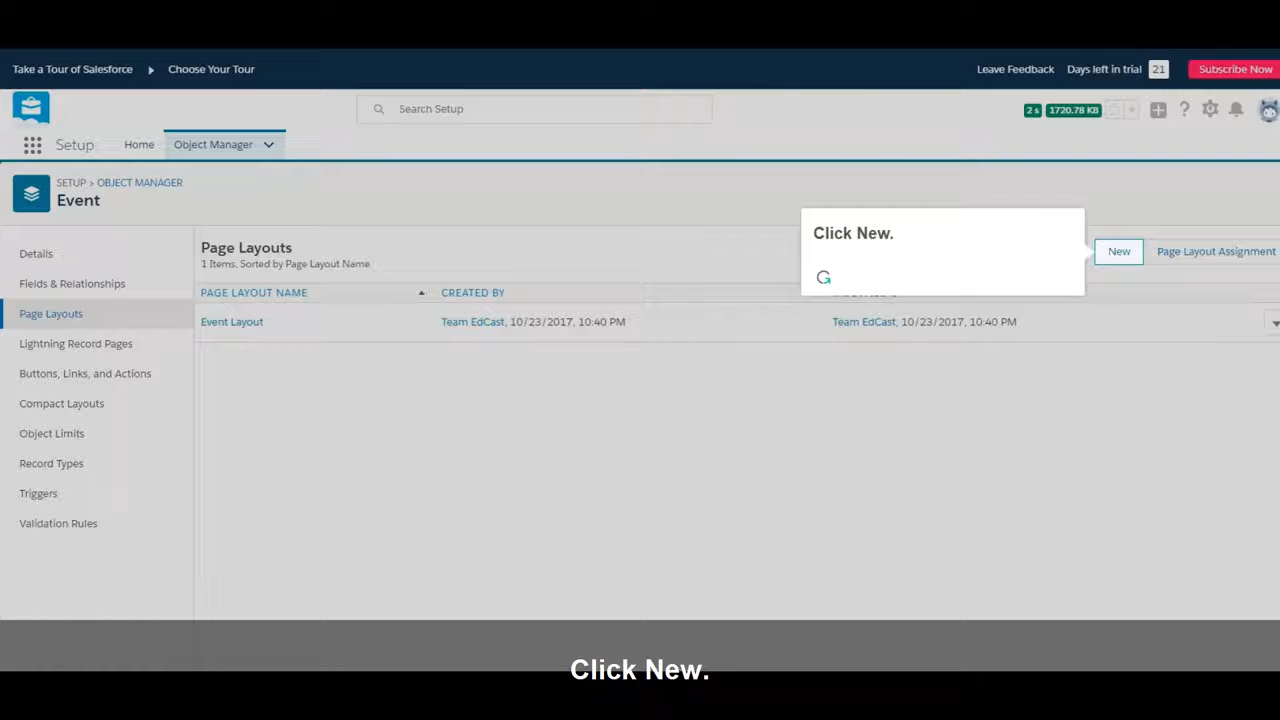 Take a Tour of Salesforce ▶ Choose Your Tour Leave Feedback Days left in trial 21 Subscribe Now
Search Setup 2 s 1720.78 KB
Setup Home Object Manager
SETUP > OBJECT MANAGER
Event
Details
Fields & Relationships
Page Layouts
Lightning Record Pages
Buttons, Links, and Actions
Compact Layouts
Object Limits
Record Types
Triggers
Validation Rules
Page Layouts
1 Items, Sorted by Page Layout Name
Click New.
New Page Layout Assignment
PAGE LAYOUT NAME CREATED BY
Event Layout Team EdCast, 10/23/2017, 10:40 PM Team EdCast, 10/23/2017, 10:40 PM
Click New.